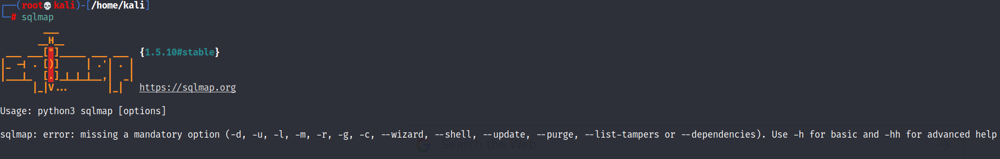 ┌──(root💀kali)-[/home/kali]
└─# sqlmap
        ___
       __H__
 ___ ___["]_____ ___ ___  {1.5.10#stable}
|_ -| . [)]     | .'| . |
|___|_  [.]_|_|_|__,|  _|
      |_|V...       |_|   https://sqlmap.org
Usage: python3 sqlmap [options]
sqlmap: error: missing a mandatory option (-d, -u, -l, -m, -r, -g, -c, --wizard, --shell, --update, --purge, --list-tampers or --dependencies). Use -h for basic and -hh for advanced help
Search the Web